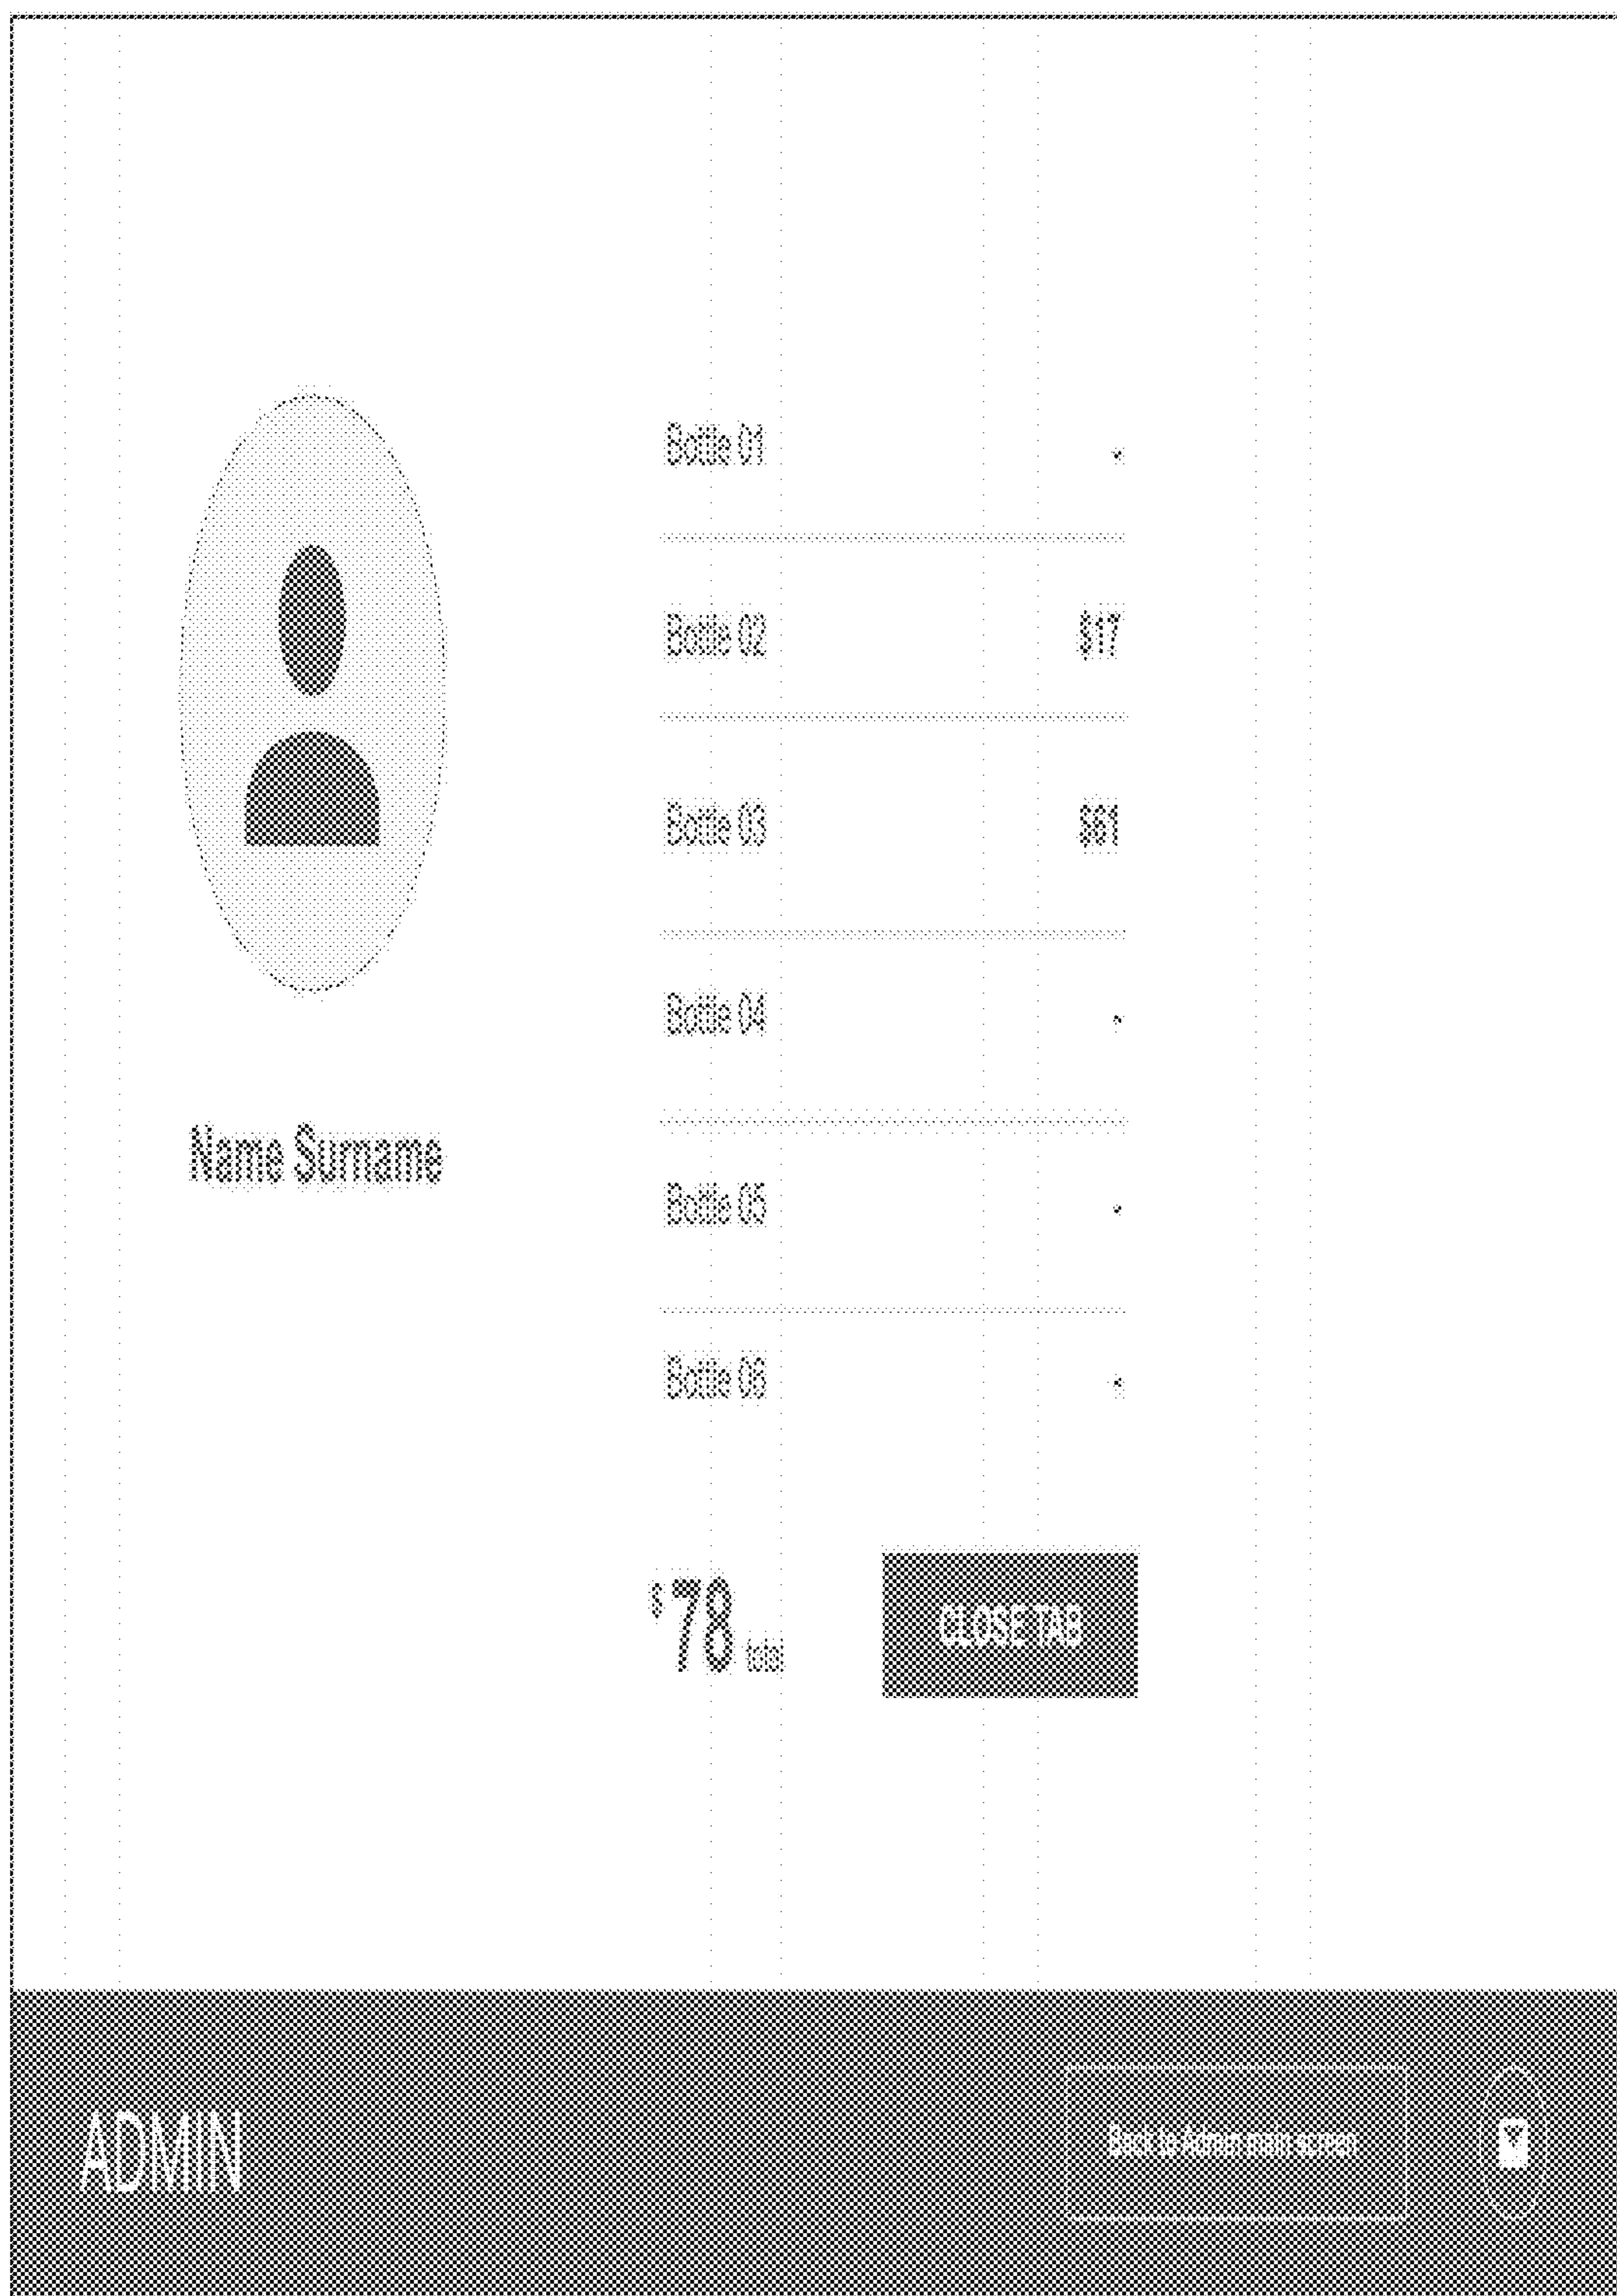 Bottle 01 -
Bottle 02 $17
Bottle 03 $61
Bottle 04 -
Bottle 05 -
Bottle 06 -
Name Surname
$78 total
CLOSE TAB
ADMIN
Back to Admin main screen